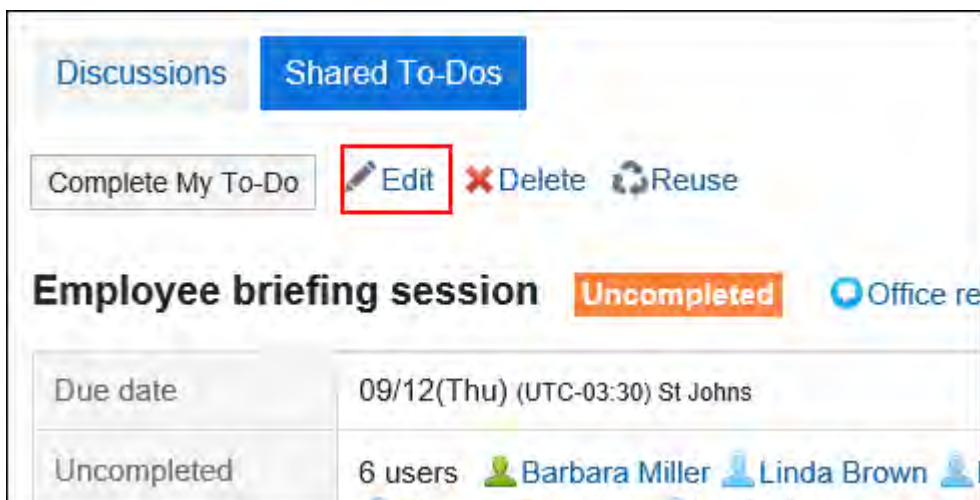 Discussions Shared To-Dos
Complete My To-Do Edit Delete Reuse
Employee briefing session Uncompleted Office re
Due date 09/12(Thu) (UTC-03:30) St Johns
Uncompleted 6 users Barbara Miller Linda Brown